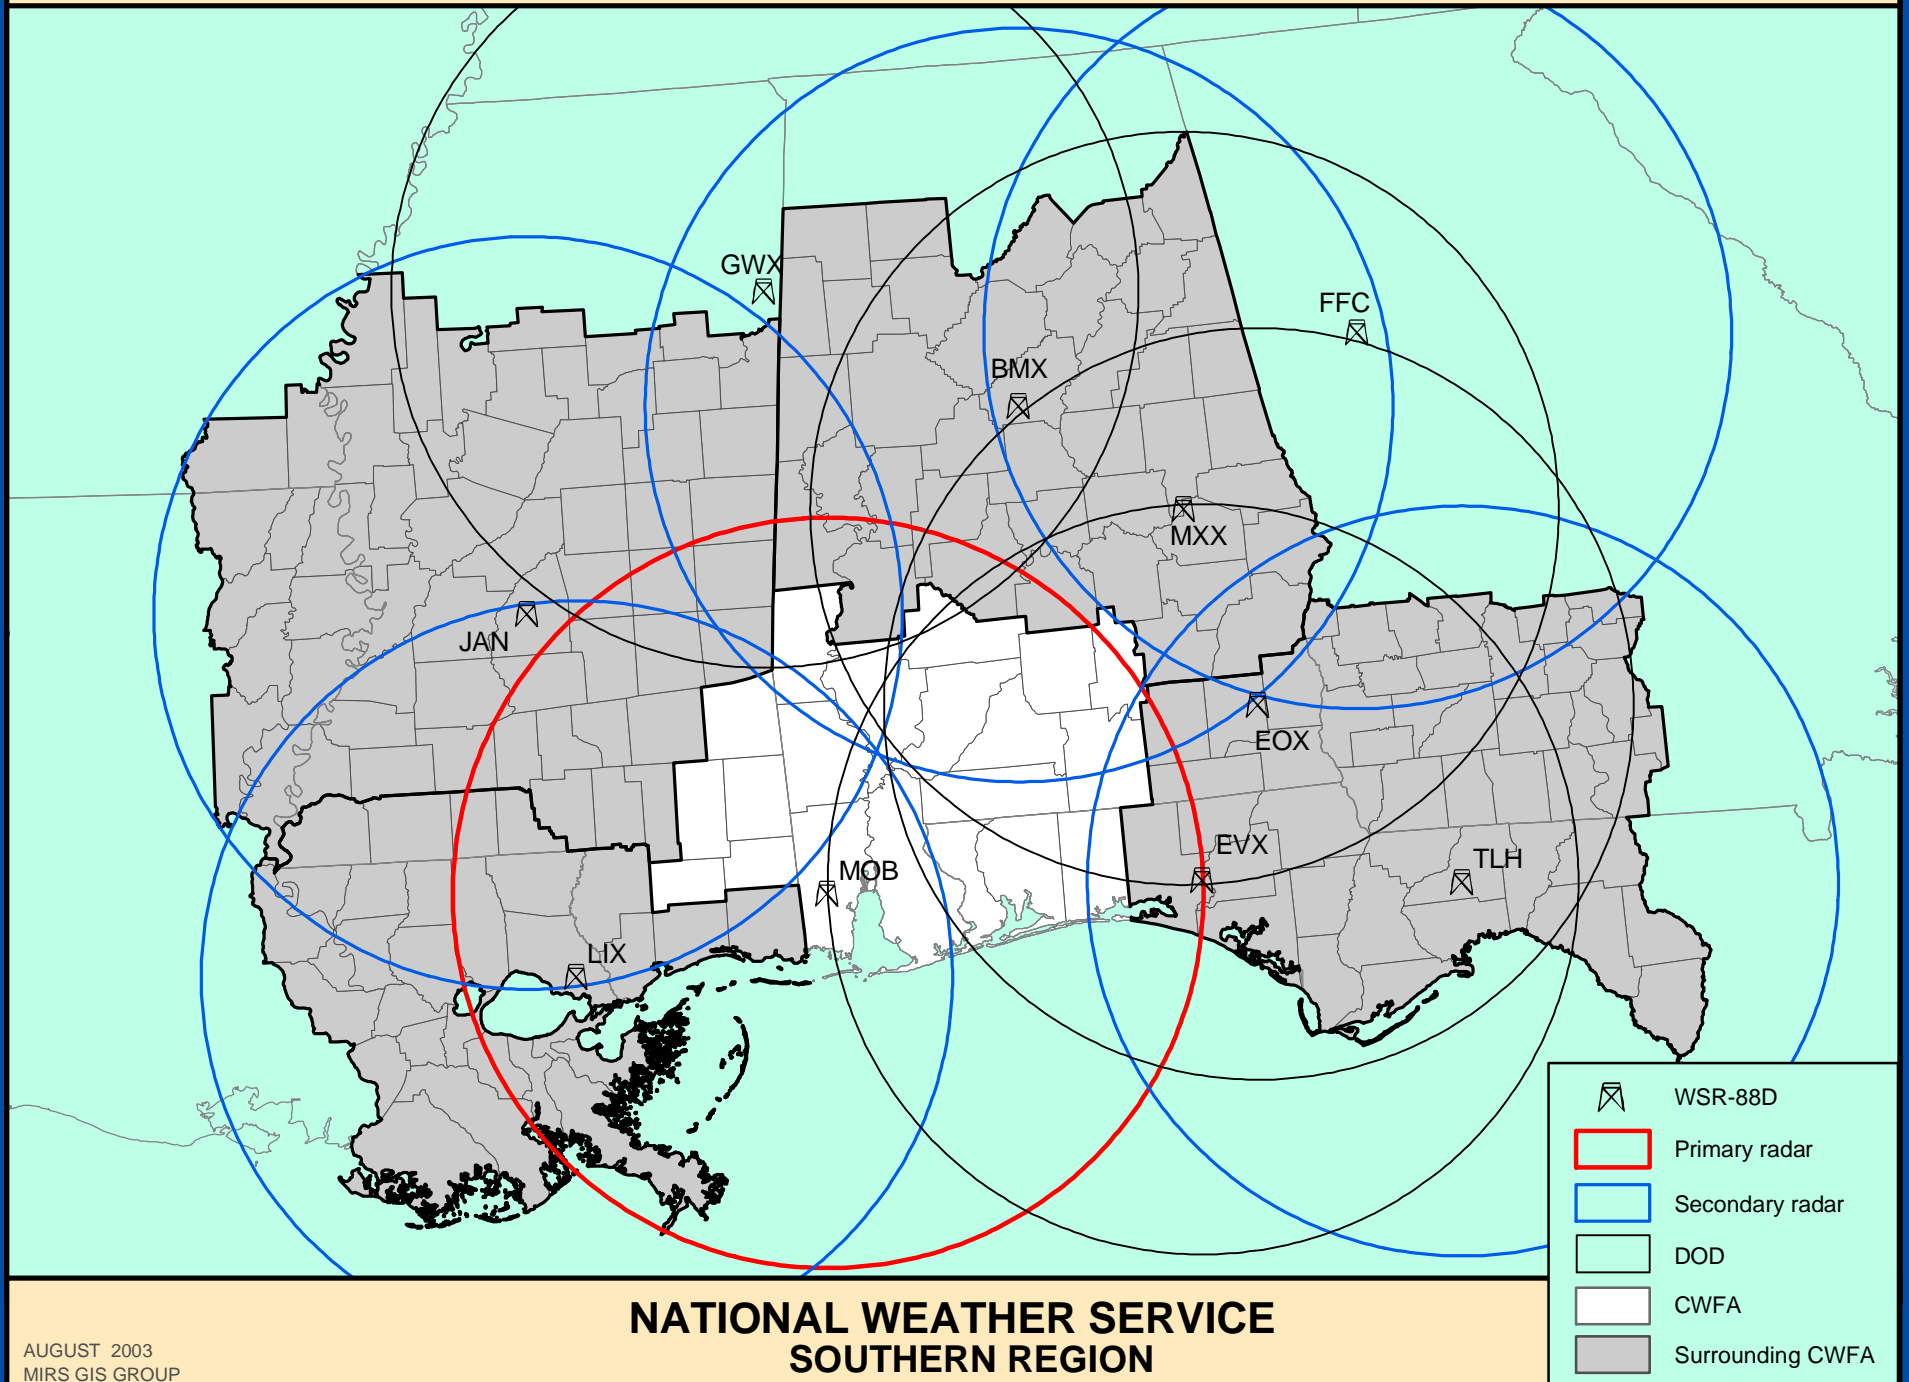 GWX
FFC
BMX
MXX
JAN
EOX
EVX
TLH
MOB
LIX
WSR-88D
Primary radar
Secondary radar
DOD
CWFA
Surrounding CWFA
NATIONAL WEATHER SERVICE
SOUTHERN REGION
AUGUST 2003
MIRS GIS GROUP